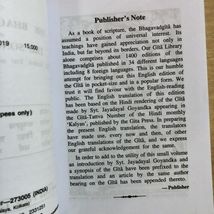 2019
15,000
pees only)
- 273005 (INDIA)
2331251
Publisher's Note
As a book of scripture, the Bhagavadgītā has
assumed a position of universal interest. Its
teachings have gained appreciation not only in
India, but far beyond its borders. Our Gītā Library
alone comprises about 1400 editions of the
Bhagavadgītā published in 34 different languages
including 8 foreign languages. This is our humble
attempt for bringing out this English edition of the
Gītā in pocket-size and in a popular form. We
trust it will find favour with the English-reading
public. The English translation of this edition
has been based on the Hindi rendering of the
Gītā made by Syt. Jayadayal Goyandka appearing in
the Gītā-Tattva Number of the Hindi monthly
'Kalyan', published by the Gita Press. In preparing
the present English translation, the translators
have made use, every now and then, of other
English translations of the Gītā, and we express
our grateful acknowledgement for the same.
In order to add to the utility of this small volume
an introduction by Syt. Jayadayal Goyandka and
a synopsis of the Gītā have been prefixed to the
translation and an article by the same author
bearing on the Gītā has been appended thereto.
—Publisher